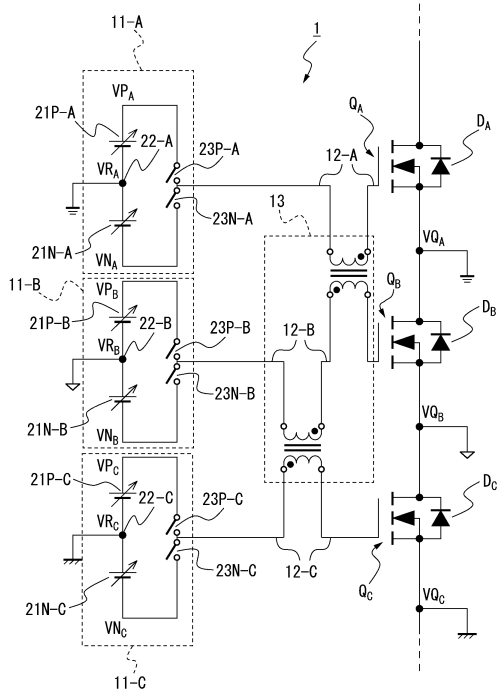 11-A
1
VPA
21P-A
22-A
23P-A
12-A
QA
DA
VRA
23N-A
21N-A
13
VNA
VQA
11-B
VPB
21P-B
22-B
23P-B
12-B
QB
DB
VRB
23N-B
21N-B
VNB
VQB
VPC
21P-C
22-C
23P-C
DC
VRC
23N-C
12-C
QC
21N-C
VNC
VQC
11-C